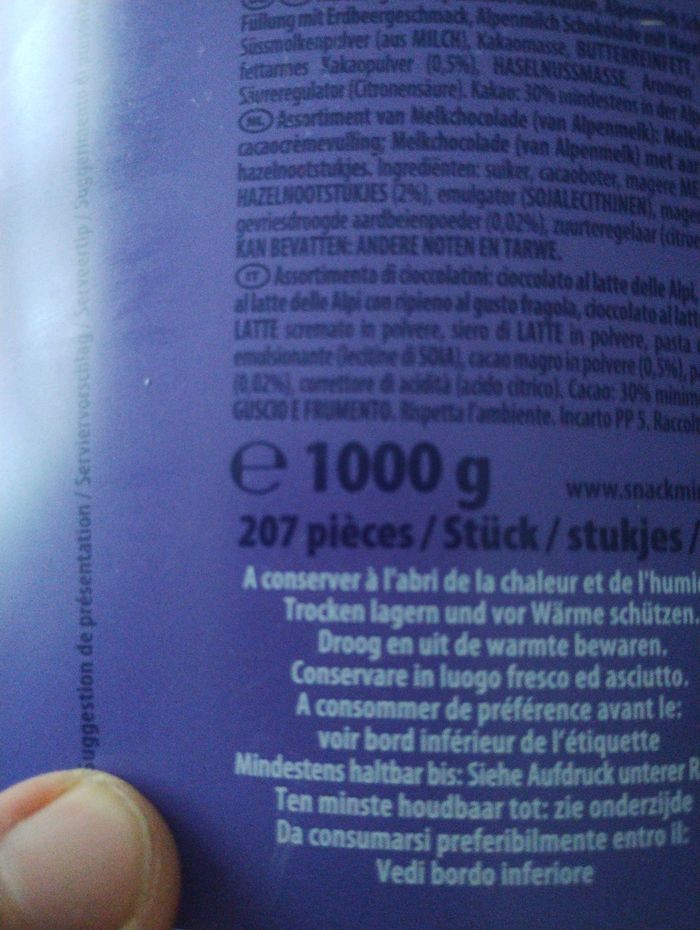 Füllung mit Erdbeergeschmack, Alpenmilch Schokolade mit
Süssmolkenpulver (aus MILCH), Kakaomasse, BUTTERREINFETT
fettarmes Kakaopulver (0,5%), HASELNUSSMASSE, Aromen
Säureregulator (Citronensäure). Kakao: 30% mindestens in der
NL Assortiment van Melkchocolade (van Alpenmelk): Melk
cacaocrèmevulling; Melkchocolade (van Alpenmelk) met
hazelnootstukjes. Ingrediënten: suiker, cacaoboter, magere
HAZELNOOTSTUKJES (2%), emulgator (SOJALECITHINEN),
gevriesdroogde aardbeienpoeder (0,02%), zuurteregelaar (citro
KAN BEVATTEN: ANDERE NOTEN EN TARWE.
IT Assortimento di cioccolatini: cioccolato al latte delle Alpi,
al latte delle Alpi con ripieno al gusto fragola, cioccolato al latt
LATTE scremato in polvere, siero di LATTE in polvere, pasta
emulsionante (lecitine di SOIA), cacao magro in polvere (0,5%),
(0,02%), correttore di acidità (acido citrico). Cacao: 30% minim
GUSCIO E FRUMENTO. Rispetta l'ambiente. Incarto PP 5. Raccolt
℮ 1000 g
www.snackmi
207 pièces / Stück / stukjes /
A conserver à l'abri de la chaleur et de l'humi
Trocken lagern und vor Wärme schützen.
Droog en uit de warmte bewaren.
Conservare in luogo fresco ed asciutto.
A consommer de préférence avant le:
voir bord inférieur de l'étiquette
Mindestens haltbar bis: Siehe Aufdruck unterer R
Ten minste houdbaar tot: zie onderzijde
Da consumarsi preferibilmente entro il:
Vedi bordo inferiore
suggestion de présentation / Serviervorschlag / Serveertip /